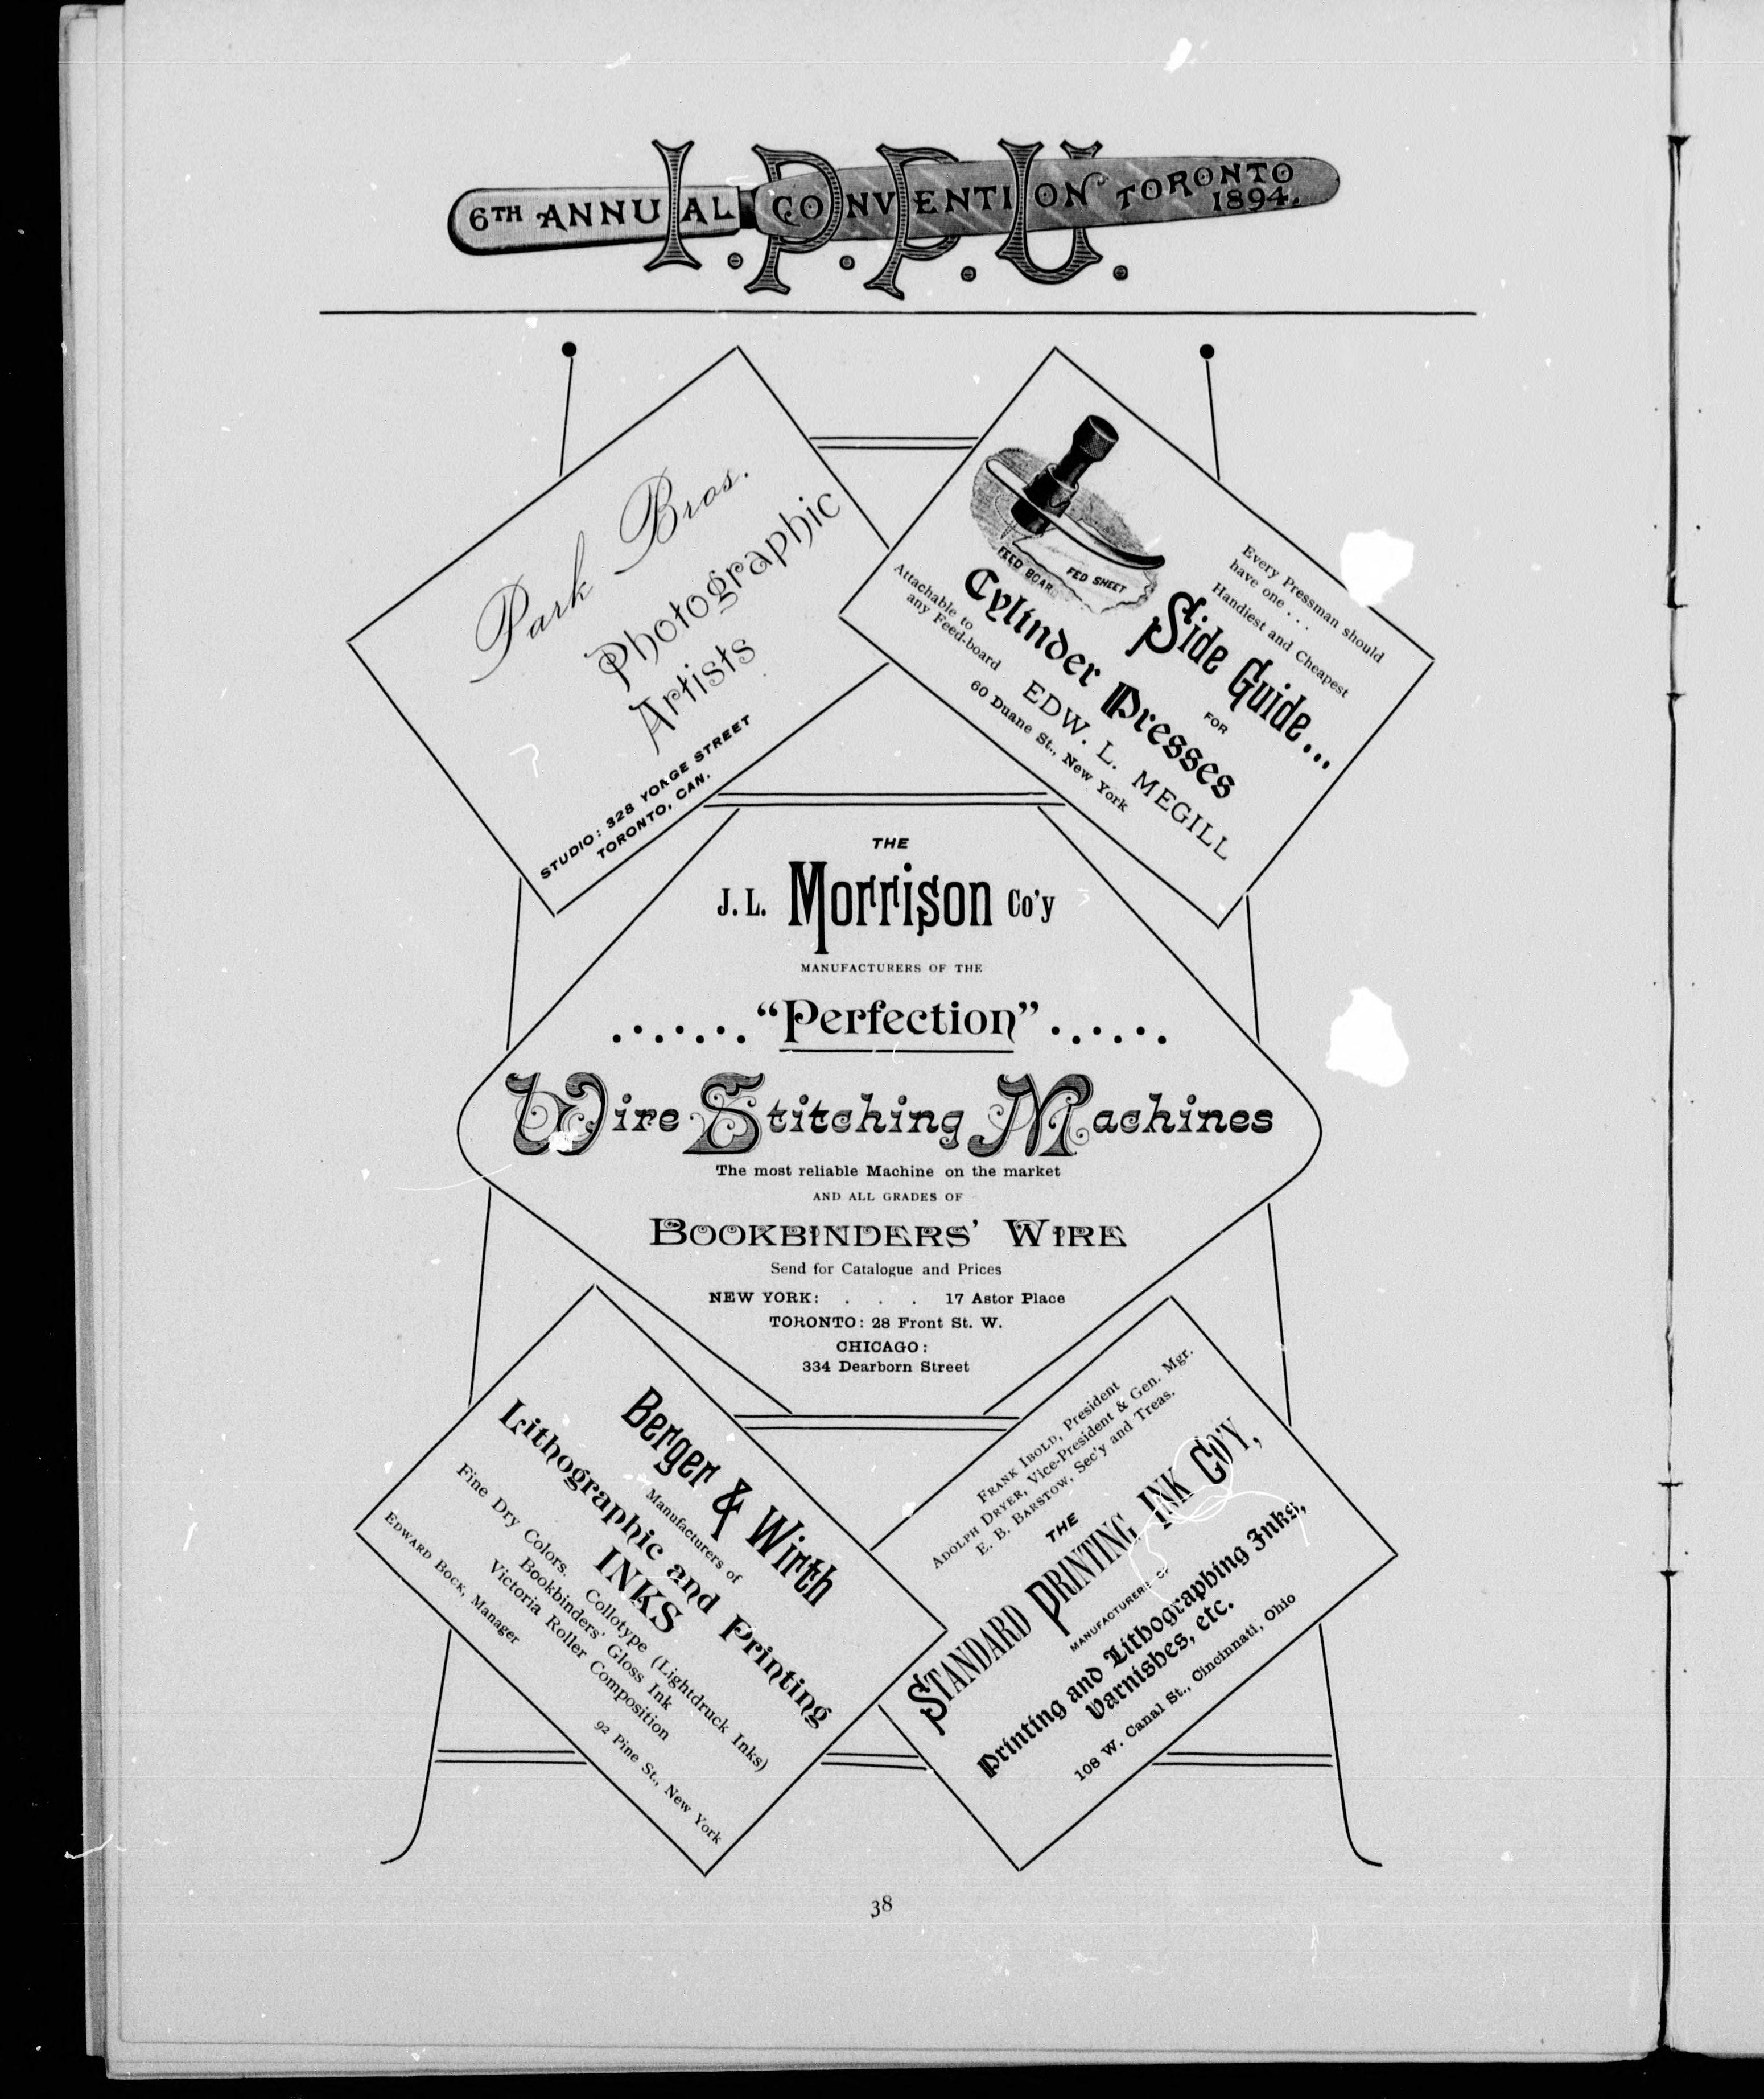 I.P.P.U.
6TH ANNUAL CONVENTION TORONTO
1894.
Park Bros.
Photographic
Artists
STUDIO: 328 YONGE STREET
TORONTO, CAN.
FEED BOARD
FED SHEET
Every Pressman should
have one . . .
Handiest and Cheapest
Side Guide...
FOR
Cylinder Presses
Attachable to
any Feed-board
EDW. L. MEGILL
60 Duane St., New York
THE
J. L. Morrison Co'y
MANUFACTURERS OF THE
. . . . . . . "Perfection" . . . . . .
Wire Stitching Machines
The most reliable Machine on the market
AND ALL GRADES OF
BOOKBINDERS' WIRE
Send for Catalogue and Prices
NEW YORK: . . . 17 Astor Place
TORONTO: 28 Front St. W.
CHICAGO:
334 Dearborn Street
Berger & Wirth
Manufacturers of
Lithographic and Printing
INKS
Fine Dry Colors. Collotype (Lightdruck Inks)
Bookbinders' Gloss Ink
Victoria Roller Composition
EDWARD BOCK, Manager
92 Pine St., New York
FRANK IBOLD, President
ADOLPH DRYER, Vice-President & Gen. Mgr.
E. B. BARSTOW, Sec'y and Treas.
THE
STANDARD PRINTING INK CO'Y,
MANUFACTURERS OF
Printing and Lithographing Inks,
Varnishes, etc.
108 W. Canal St., Cincinnati, Ohio
38